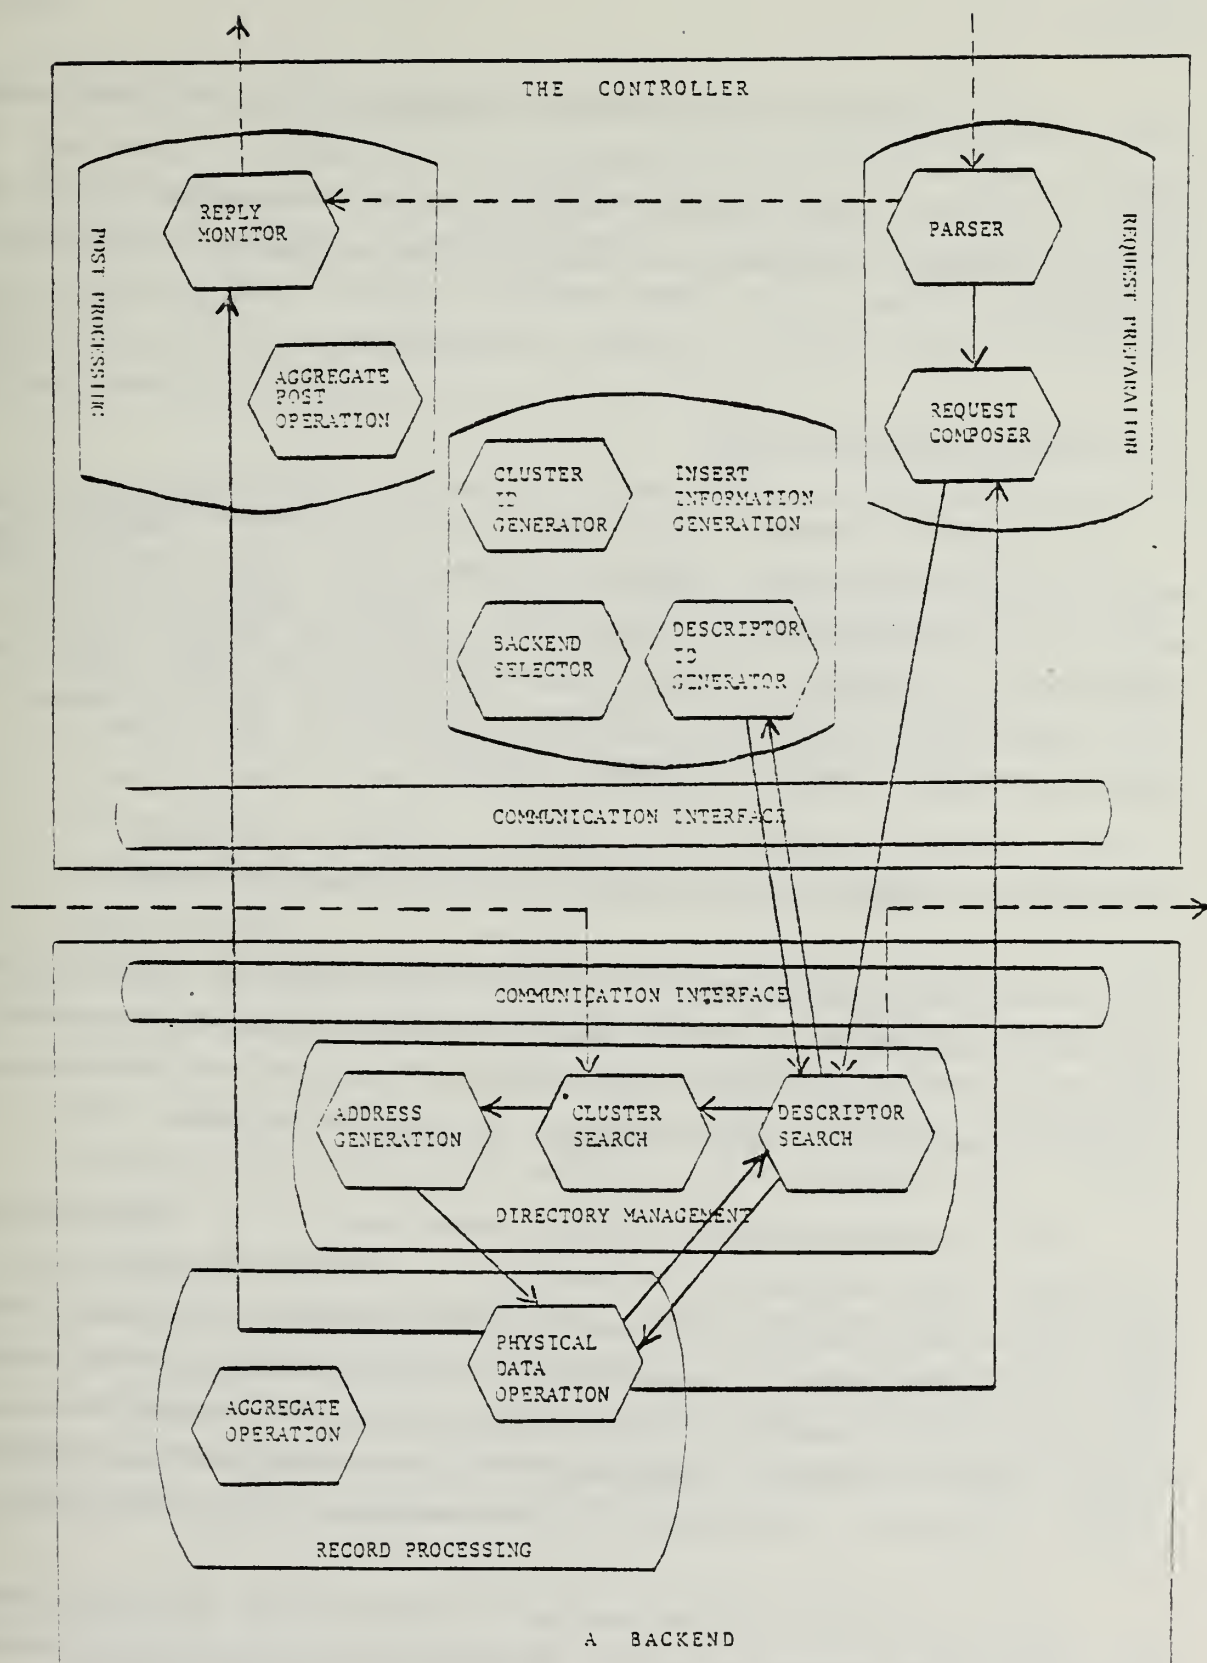 THE CONTROLLER
REPLY
MONITOR
POST PROCESSING
AGGREGATE
POST
OPERATION
PARSER
REQUEST PREPARATION
REQUEST
COMPOSER
CLUSTER
ID
GENERATOR
INSERT
INFORMATION
GENERATION
BACKEND
SELECTOR
DESCRIPTOR
ID
GENERATOR
COMMUNICATION INTERFACE
COMMUNICATION INTERFACE
ADDRESS
GENERATION
CLUSTER
SEARCH
DESCRIPTOR
SEARCH
DIRECTORY MANAGEMENT
PHYSICAL
DATA
OPERATION
AGGREGATE
OPERATION
RECORD PROCESSING
A BACKEND